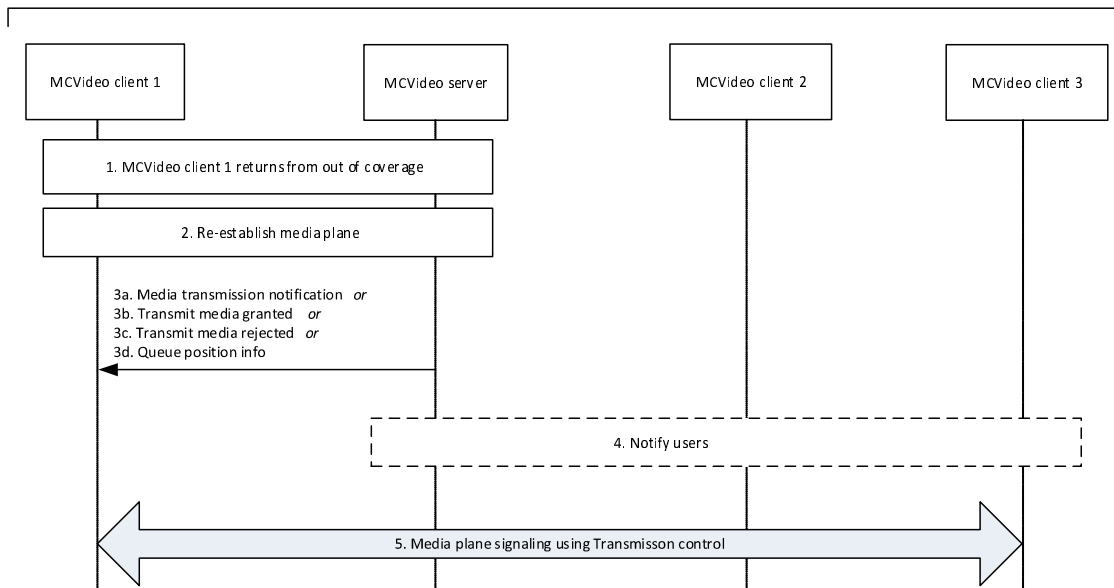 MCVideo client 1
MCVideo server
MCVideo client 2
MCVideo client 3
1. MCVideo client 1 returns from out of coverage
2. Re-establish media plane
3a. Media transmission notification or
3b. Transmit media granted or
3c. Transmit media rejected or
3d. Queue position info
4. Notify users
5. Media plane signaling using Transmisson control